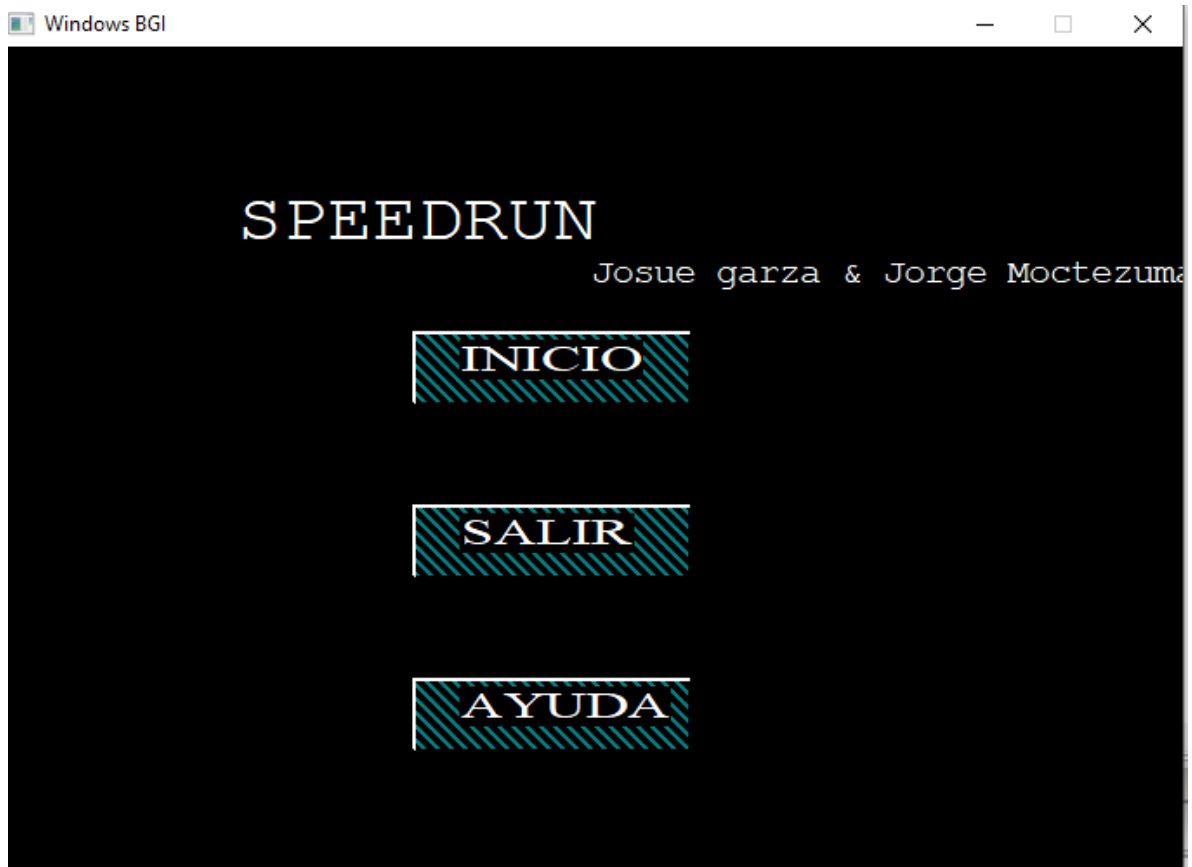 Windows BGI
SPEEDRUN
Josue garza & Jorge Moctezuma
INICIO
SALIR
AYUDA